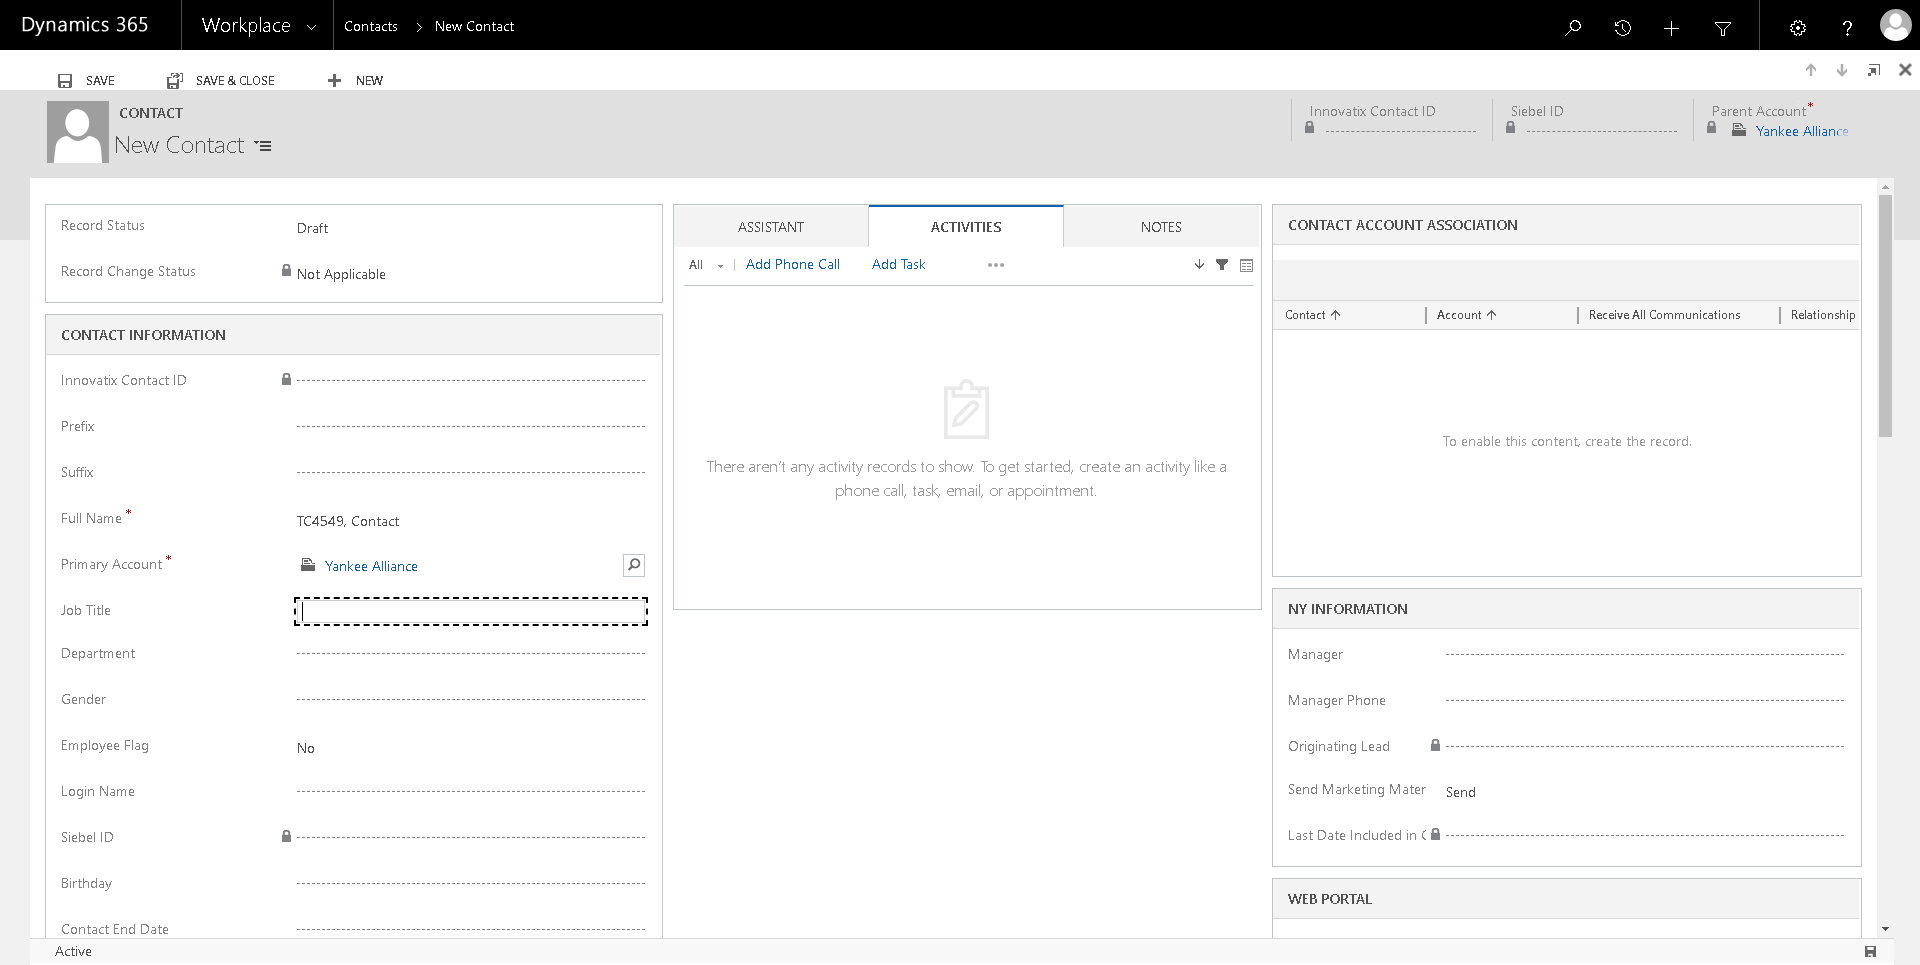 Dynamics 365
Workplace
Contacts > New Contact
?
SAVE
SAVE & CLOSE
NEW
CONTACT
New Contact
Innovatix Contact ID
Siebel ID
Parent Account*
Yankee Alliance
Record Status
Draft
Record Change Status
Not Applicable
CONTACT INFORMATION
Innovatix Contact ID
Prefix
Suffix
Full Name*
TC4549, Contact
Primary Account*
Yankee Alliance
Job Title
Department
Gender
Employee Flag
No
Login Name
Siebel ID
Birthday
Contact End Date
ASSISTANT
ACTIVITIES
NOTES
All
Add Phone Call
Add Task
...
There aren't any activity records to show. To get started, create an activity like a
phone call, task, email, or appointment.
CONTACT ACCOUNT ASSOCIATION
Contact
Account
Receive All Communications
Relationship
To enable this content, create the record.
NY INFORMATION
Manager
Manager Phone
Originating Lead
Send Marketing Mater
Send
Last Date Included in C
WEB PORTAL
Active